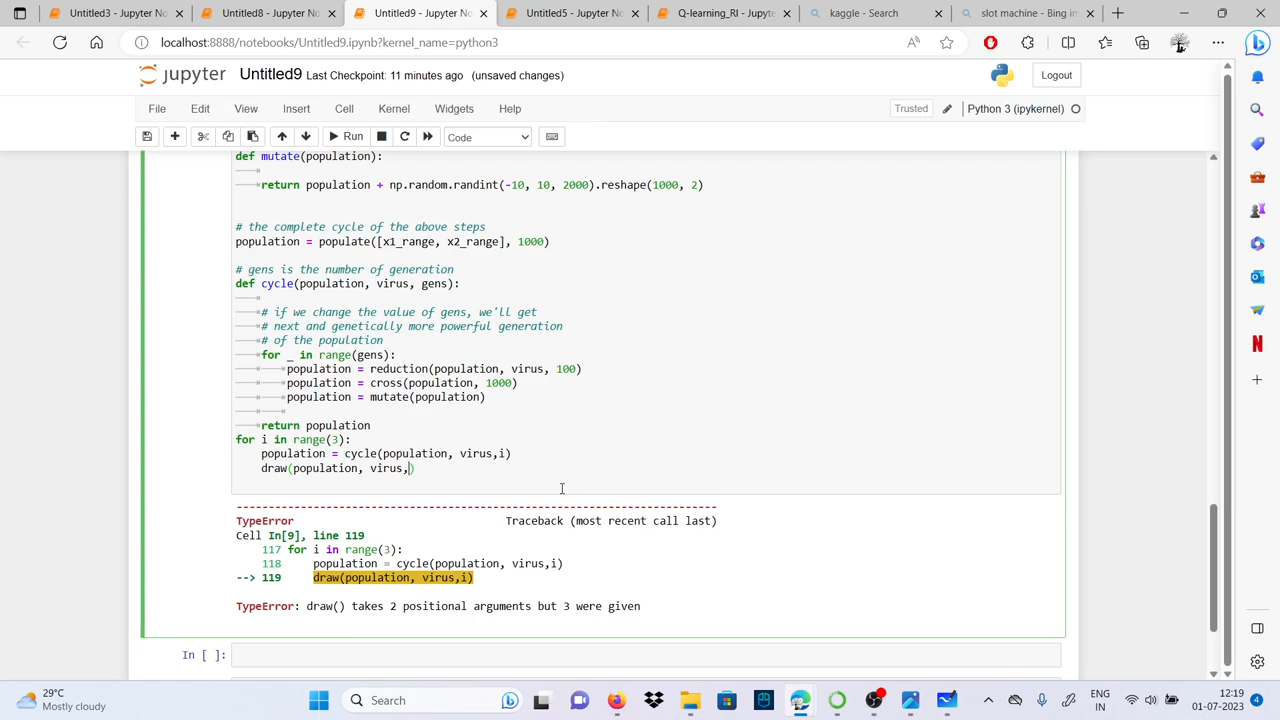 Untitled3 - Jupyter No
Untitled8 - Jupyter Not
Untitled9 - Jupyter Not
Untitled5 - Jupyter Not
Q-learning_RI - Jupyter
kaggle - Search
slot machine - Bing im
localhost:8888/notebooks/Untitled9.ipynb?kernel_name=python3
jupyter Untitled9 Last Checkpoint: 11 minutes ago (unsaved changes)
Logout
File Edit View Insert Cell Kernel Widgets Help
Trusted
Python 3 (ipykernel)
Run
Code
def mutate(population):
return population + np.random.randint(-10, 10, 2000).reshape(1000, 2)
# the complete cycle of the above steps
population = populate([x1_range, x2_range], 1000)
# gens is the number of generation
def cycle(population, virus, gens):
# if we change the value of gens, we'll get
# next and genetically more powerful generation
# of the population
for _ in range(gens):
population = reduction(population, virus, 100)
population = cross(population, 1000)
population = mutate(population)
return population
for i in range(3):
population = cycle(population, virus,i)
draw(population, virus,)
TypeError Traceback (most recent call last)
Cell In[9], line 119
117 for i in range(3):
118 population = cycle(population, virus,i)
--> 119 draw(population, virus,i)
TypeError: draw() takes 2 positional arguments but 3 were given
In [ ]:
29°C
Mostly cloudy
Search
ENG
IN
12:19
01-07-2023
4